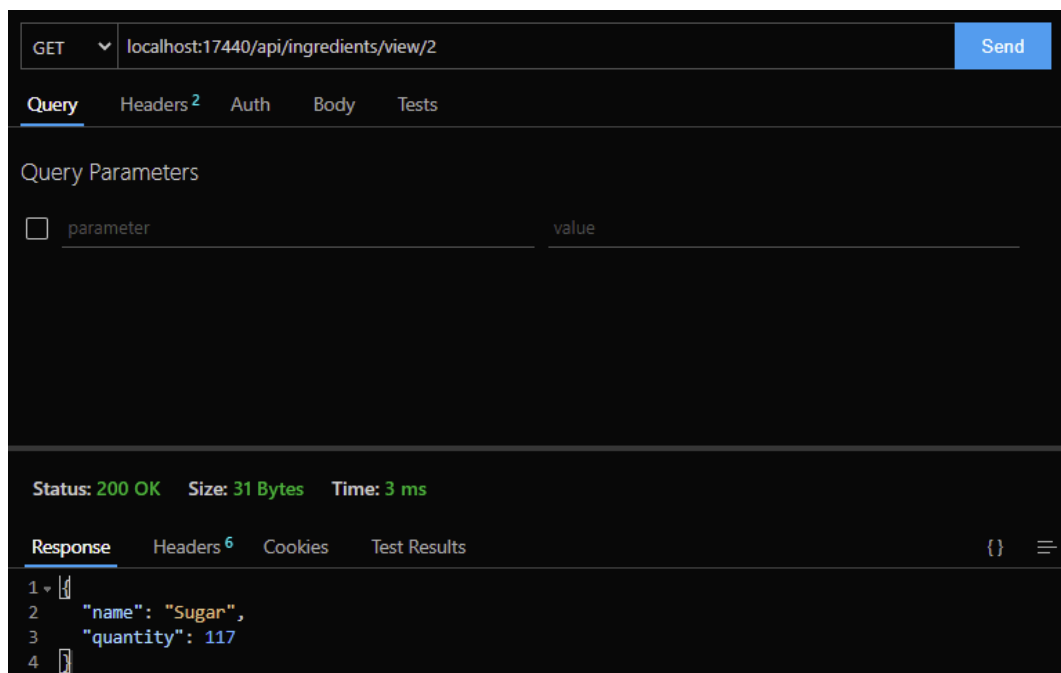 GET localhost:17440/api/ingredients/view/2 Send
Query Headers 2 Auth Body Tests
Query Parameters
parameter value
Status: 200 OK Size: 31 Bytes Time: 3 ms
Response Headers 6 Cookies Test Results {}
1 {
2 "name": "Sugar",
3 "quantity": 117
4 }